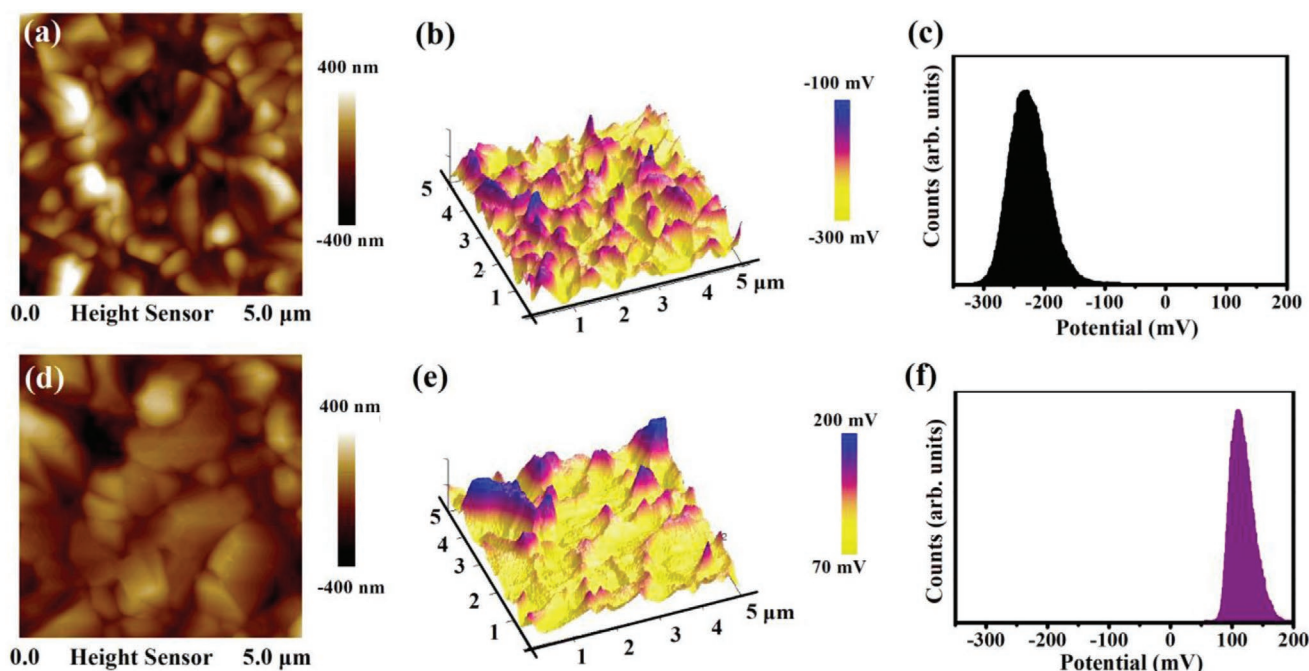 (a)
400 nm
-400 nm
0.0 Height Sensor 5.0 µm
(b)
-100 mV
-300 mV
5
4
3
2
1
1
2
3
4
5 µm
(c)
Counts (arb. units)
-300 -200 -100 0 100 200
Potential (mV)
(d)
400 nm
-400 nm
0.0 Height Sensor 5.0 µm
(e)
200 mV
70 mV
5
4
3
2
1
1
2
3
4
5 µm
(f)
Counts (arb. units)
-300 -200 -100 0 100 200
Potential (mV)